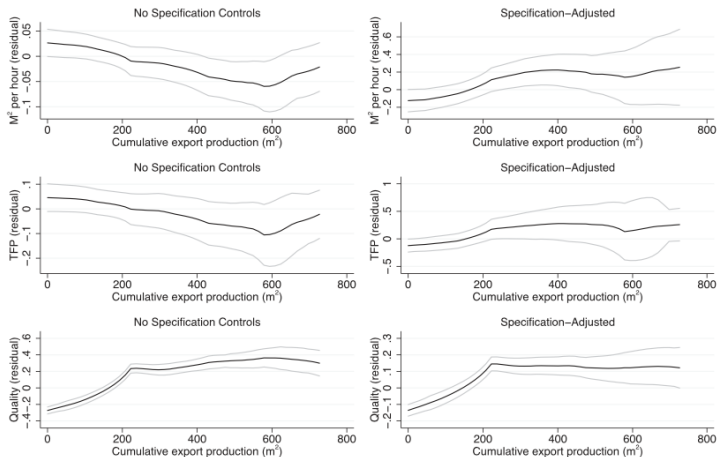 No Specification Controls
M² per hour (residual)
-.1 -.05 0 .05
0 200 400 600 800
Cumulative export production (m²)
Specification−Adjusted
M² per hour (residual)
-.2 0 .2 .4 .6
0 200 400 600 800
Cumulative export production (m²)
No Specification Controls
TFP (residual)
-.2 -.1 0 .1
0 200 400 600 800
Cumulative export production (m²)
Specification−Adjusted
TFP (residual)
-.5 0 .5 1
0 200 400 600 800
Cumulative export production (m²)
No Specification Controls
Quality (residual)
-.4 -.2 0 .2 .4 .6
0 200 400 600 800
Cumulative export production (m²)
Specification−Adjusted
Quality (residual)
-.2 -.1 0 .1 .2 .3
0 200 400 600 800
Cumulative export production (m²)